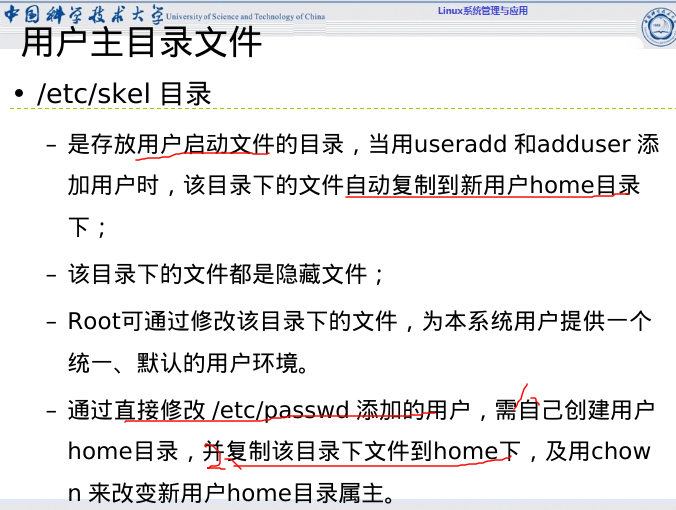 中国科学技术大学 University of Science and Technology of China
Linux系统管理与应用
用户主目录文件
• /etc/skel 目录
– 是存放用户启动文件的目录，当用useradd 和adduser 添
加用户时，该目录下的文件自动复制到新用户home目录
下；
– 该目录下的文件都是隐藏文件；
– Root可通过修改该目录下的文件，为本系统用户提供一个
统一、默认的用户环境。
– 通过直接修改 /etc/passwd 添加的用户，需自己创建用户
home目录，并复制该目录下文件到home下，及用chow
n 来改变新用户home目录属主。